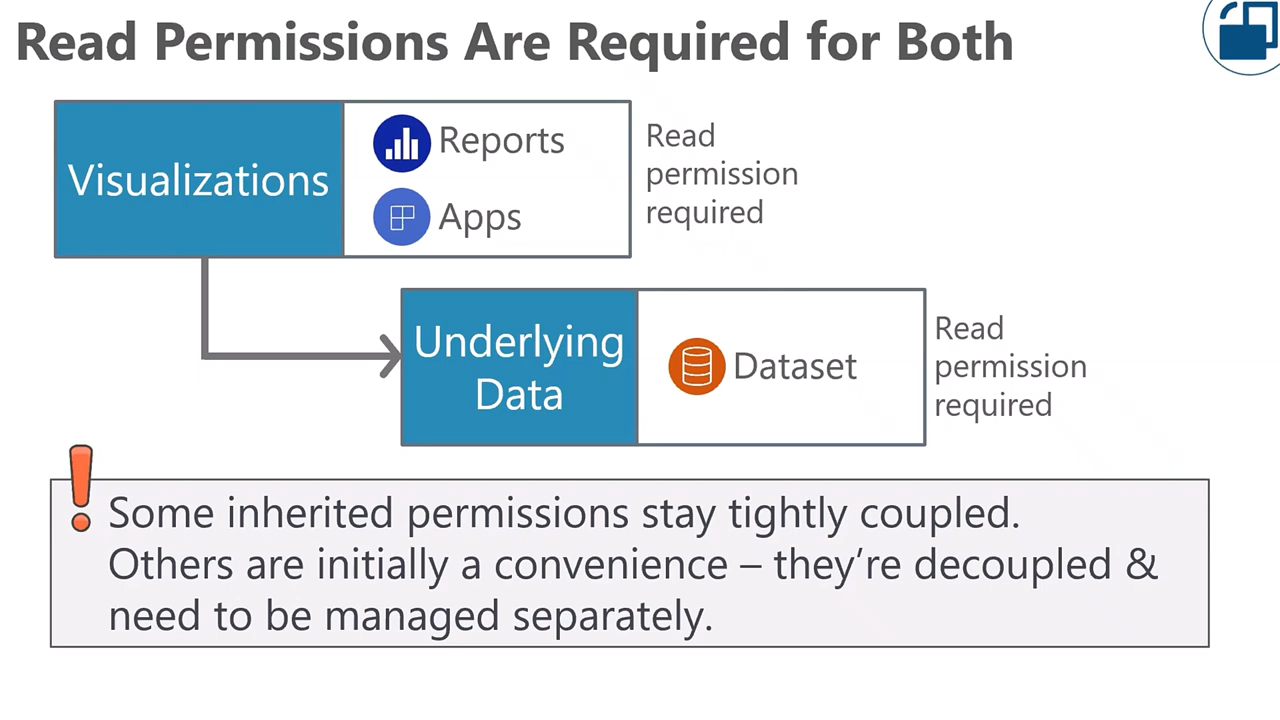 Read Permissions Are Required for Both
Visualizations
Reports
Apps
Read
permission
required
Underlying
Data
Dataset
Read
permission
required
Some inherited permissions stay tightly coupled.
Others are initially a convenience – they’re decoupled &
need to be managed separately.